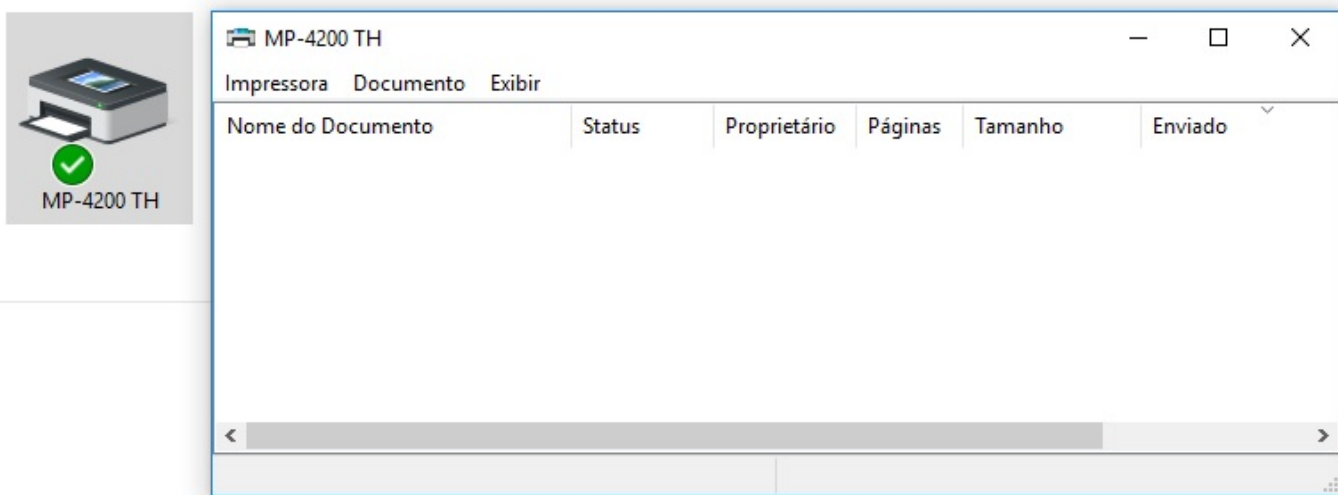 MP-4200 TH
MP-4200 TH
Impressora Documento Exibir
Nome do Documento Status Proprietário Páginas Tamanho Enviado